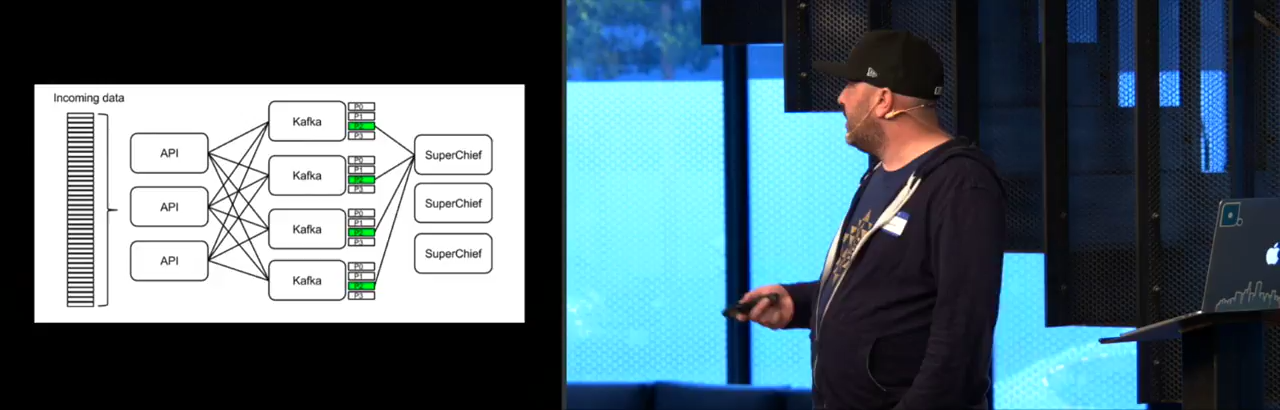 Incoming data
API
API
API
Kafka
P0
P1
P2
P3
Kafka
P0
P1
P2
P3
Kafka
P0
P1
P2
P3
Kafka
P0
P1
P2
P3
SuperChief
SuperChief
SuperChief